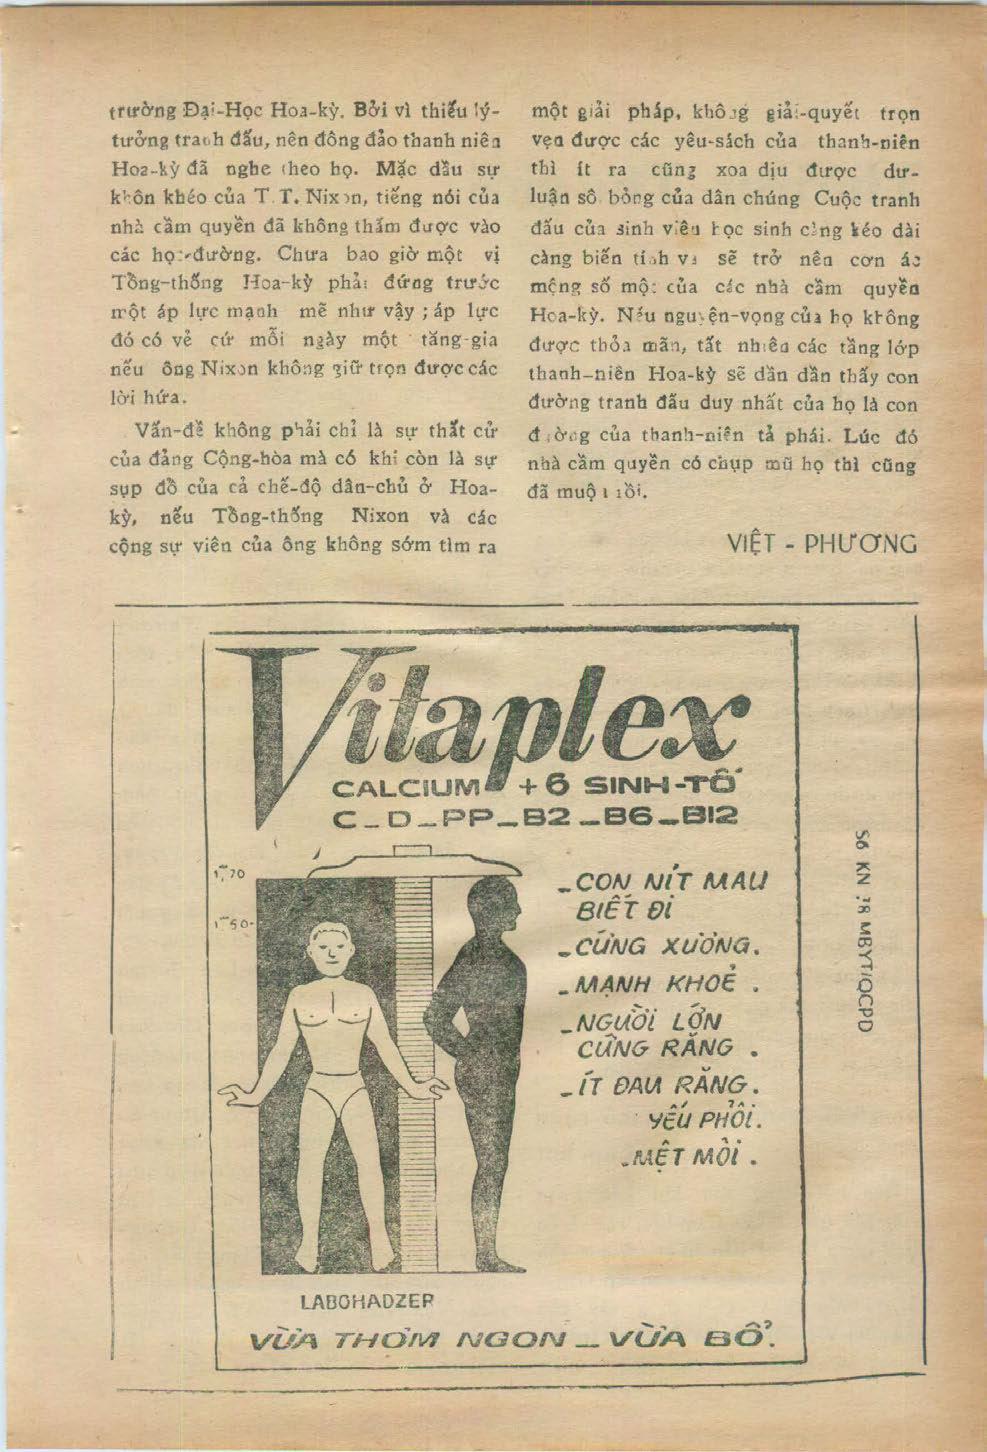 trường Đại-Học Hoa-kỳ. Bởi vì thiếu lý-
tưởng tranh đấu, nên đông đảo thanh niên
Hoa-kỳ đã nghe theo họ. Mặc dầu sự
khôn khéo của T.T. Nixon, tiếng nói của
nhà cầm quyền đã không thấm được vào
các học-đường. Chưa bao giờ một vị
Tổng-thống Hoa-kỳ phải đứng trước
một áp lực mạnh mẽ như vậy ; áp lực
đó có vẻ cứ mỗi ngày một tăng-gia
nếu ông Nixon không giữ trọn được các
lời hứa.
Vấn-đề không phải chỉ là sự thất cử
của đảng Cộng-hòa mà có khi còn là sự
sụp đổ của cả chế-độ dân-chủ ở Hoa-
kỳ, nếu Tổng-thống Nixon và các
cộng sự viên của ông không sớm tìm ra
một giải pháp, không giải-quyết trọn
vẹn được các yêu-sách của thanh-niên
thì ít ra cũng xoa dịu được dư-
luận sô bồng của dân chúng Cuộc tranh
đấu của sinh viên học sinh càng kéo dài
càng biến tính và sẽ trở nên cơn ác
mộng số một của các nhà cầm quyền
Hoa-kỳ. Nếu nguyện-vọng của họ không
được thỏa mãn, tất nhiên các tầng lớp
thanh-niên Hoa-kỳ sẽ dần dần thấy con
đường tranh đấu duy nhất của họ là con
đường của thanh-niên tả phái. Lúc đó
nhà cầm quyền có chụp mũ họ thì cũng
đã muộn rồi.
VIỆT - PHƯƠNG
Vitaplex
CALCIUM + 6 SINH-TỐ
C_D_PP_B2_B6_B12
1,m70
1m50-
_CON NÍT MAU
BIẾT ĐI
_CỨNG XƯƠNG.
_MẠNH KHOẺ .
_NGƯỜI LỚN
CỨNG RĂNG .
_ÍT ĐAU RĂNG.
YẾU PHỔI.
_MỆT MỎI .
LABOHADZER
VỪA THƠM NGON _ VỪA BỔ.
Số KN MBYT/QCPD